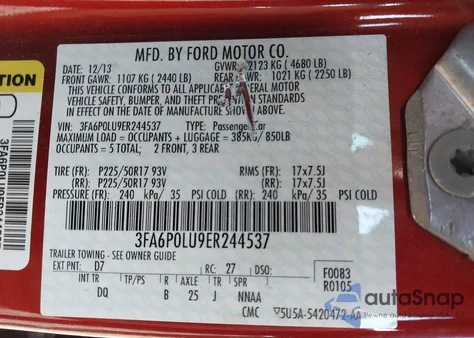 MFD. BY FORD MOTOR CO.
DATE: 12/13 GVWR: 2123 KG ( 4680 LB)
FRONT GAWR: 1107 KG ( 2440 LB) REAR GAWR: 1021 KG ( 2250 LB)
THIS VEHICLE CONFORMS TO ALL APPLICABLE FEDERAL MOTOR
VEHICLE SAFETY, BUMPER, AND THEFT PREVENTION STANDARDS
IN EFFECT ON THE DATE OF MANUFACTURE SHOWN ABOVE.
VIN: 3FA6P0LU9ER244537 TYPE: Passenger Car
MAXIMUM LOAD = OCCUPANTS + LUGGAGE = 385KG/ 850LB
OCCUPANTS = 5 TOTAL: 2 FRONT, 3 REAR
TIRE (FR): P225/50R17 93V RIMS (FR): 17x7.5J
TIRE (RR): P225/50R17 93V RIMS (RR): 17x7.5J
PRESSURE (FR): 240 kPa/ 35 PSI COLD (RR): 240 kPa/ 35 PSI COLD
3FA6P0LU9ER244537
TRAILER TOWING - SEE OWNER GUIDE
EXT PNT: D7 RC: 27 DSO: F0083
INT TR TP/PS R AXLE TR SPR R0105
DQ B 25 J NNAA
CMC 5U5A-5420472-AA
autoSnap